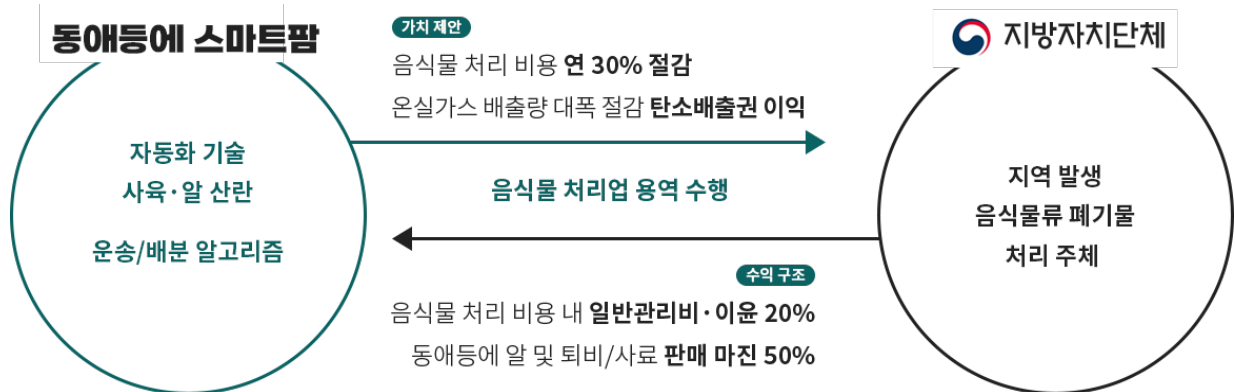 동애등에 스마트팜
자동화 기술
사육·알 산란
운송/배분 알고리즘
가치 제안
음식물 처리 비용 연 30% 절감
온실가스 배출량 대폭 절감 탄소배출권 이익
음식물 처리업 용역 수행
수익 구조
음식물 처리 비용 내 일반관리비·이윤 20%
동애등에 알 및 퇴비/사료 판매 마진 50%
지방자치단체
지역 발생
음식물류 폐기물
처리 주체